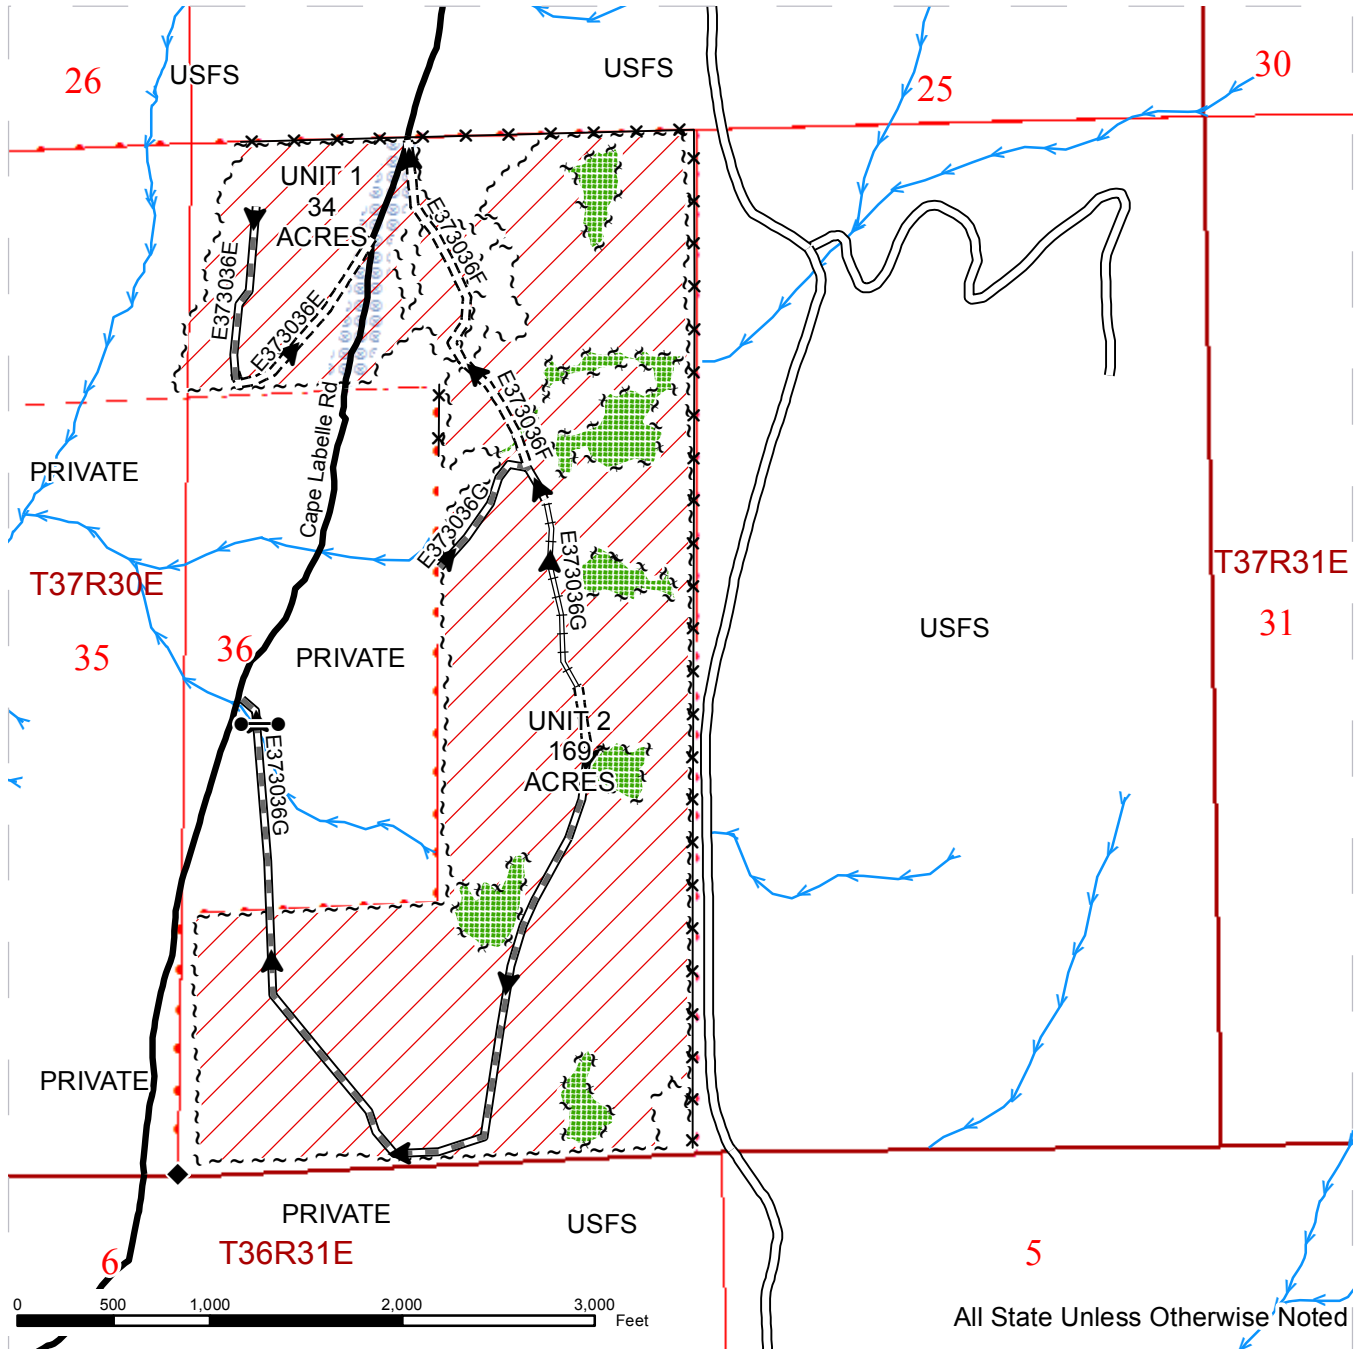 26
USFS
USFS
25
30
UNIT 1
34
ACRES
E373036F
E373036E
E373036E
E373036F
Cape Labelle Rd
PRIVATE
E373036G
E373036G
T37R30E
T37R31E
35
36
PRIVATE
USFS
31
UNIT 2
169
ACRES
E373036G
PRIVATE
PRIVATE
USFS
6
T36R31E
5
0 500 1,000 2,000 3,000
Feet
All State Unless Otherwise Noted